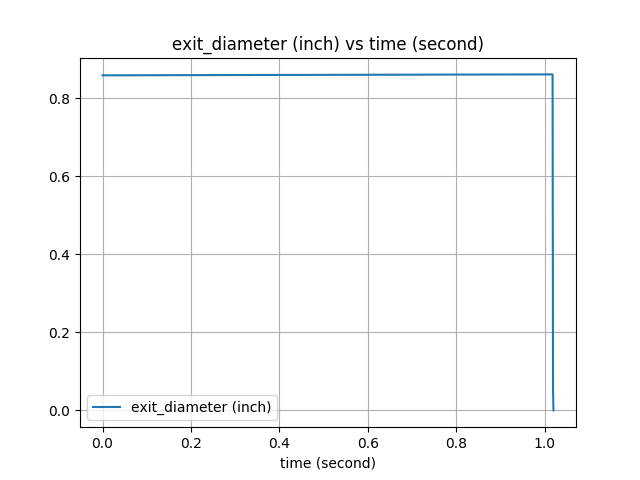 exit_diameter (inch) vs time (second)
0.8
0.6
0.4
0.2
0.0
exit_diameter (inch)
0.0 0.2 0.4 0.6 0.8 1.0
time (second)